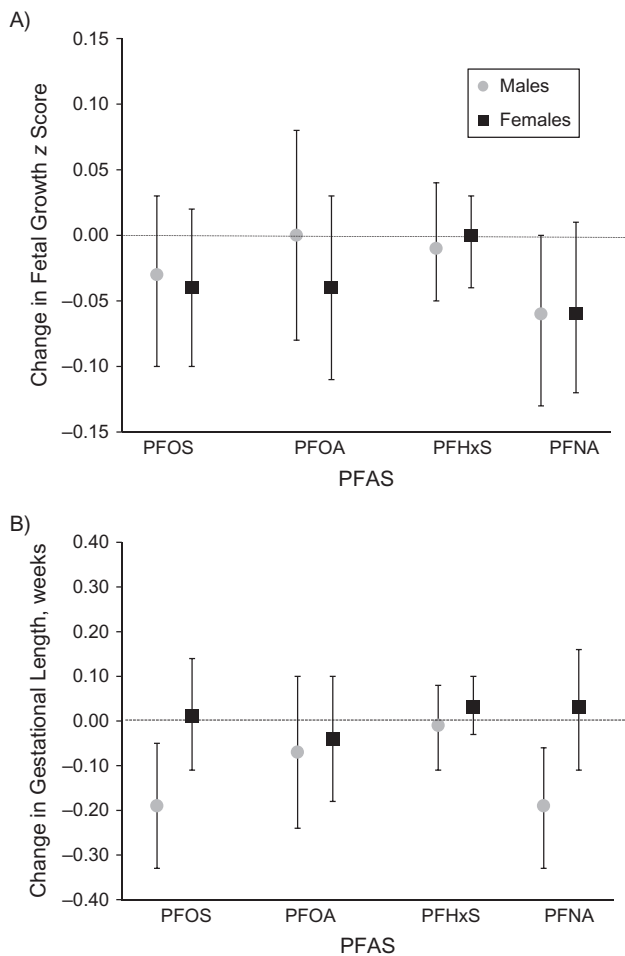 A)
Change in Fetal Growth z Score
0.15
0.10
0.05
0.00
–0.05
–0.10
–0.15
Males
Females
PFOS PFOA PFHxS PFNA
PFAS
B)
Change in Gestational Length, weeks
0.40
0.30
0.20
0.10
0.00
–0.10
–0.20
–0.30
–0.40
PFOS PFOA PFHxS PFNA
PFAS